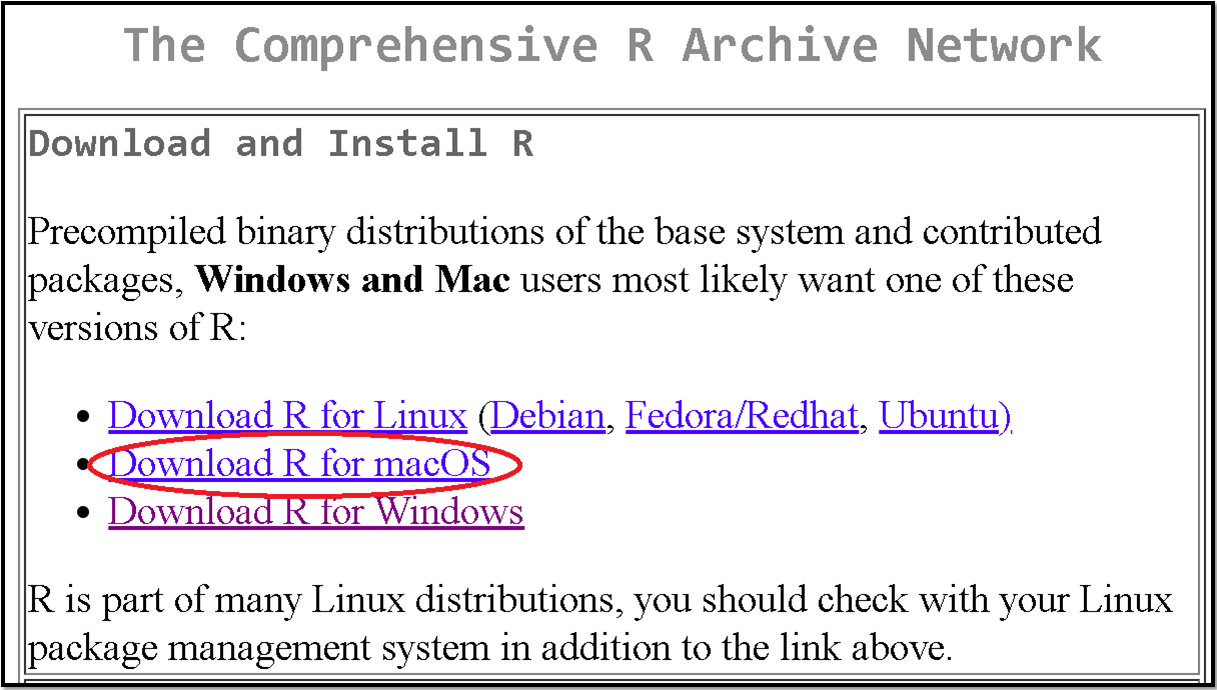 The Comprehensive R Archive Network
Download and Install R
Precompiled binary distributions of the base system and contributed
packages, Windows and Mac users most likely want one of these
versions of R:
• Download R for Linux (Debian, Fedora/Redhat, Ubuntu)
• Download R for macOS
• Download R for Windows
R is part of many Linux distributions, you should check with your Linux
package management system in addition to the link above.